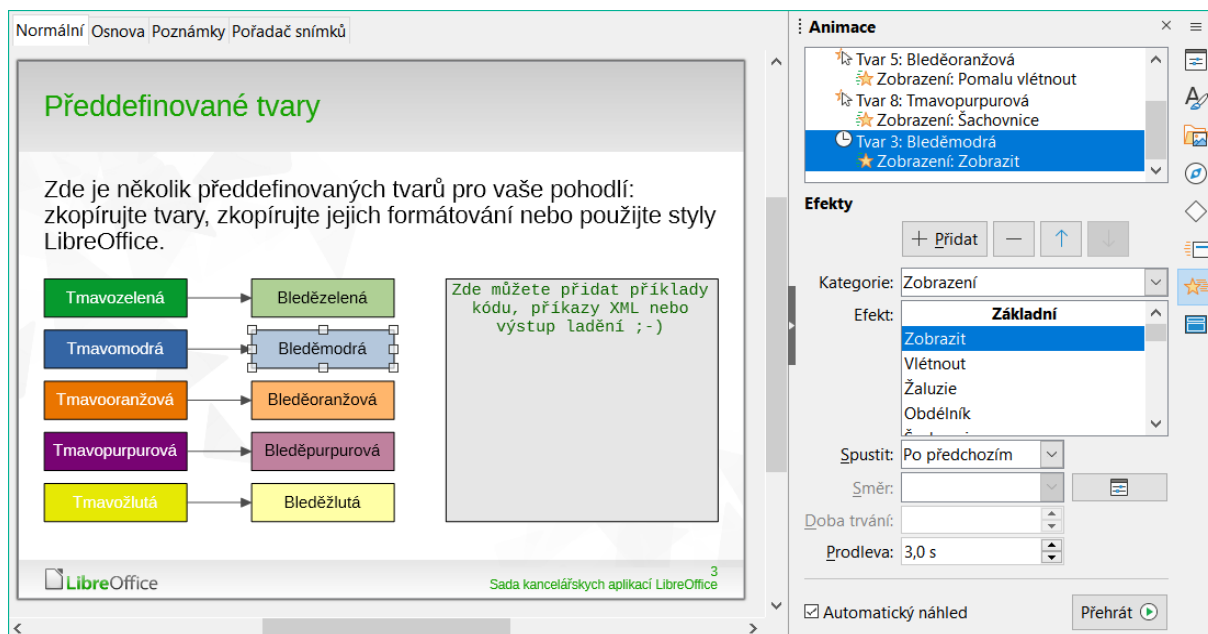 Normální Osnova Poznámky Pořadač snímků
Předdefinované tvary
Zde je několik předdefinovaných tvarů pro vaše pohodlí:
zkopírujte tvary, zkopírujte jejich formátování nebo použijte styly
LibreOffice.
Tmavozelená
Bledězelená
Tmavomodrá
Bleděmodrá
Tmavooranžová
Bleděoranžová
Tmavopurpurová
Bleděpurpurová
Tmavožlutá
Bleděžlutá
Zde můžete přidat příklady
kódu, příkazy XML nebo
výstup ladění ;-)
LibreOffice
3
Sada kancelářských aplikací LibreOffice
Animace
Tvar 5: Bleděoranžová
Zobrazení: Pomalu vlétnout
Tvar 8: Tmavopurpurová
Zobrazení: Šachovnice
Tvar 3: Bleděmodrá
Zobrazení: Zobrazit
Efekty
Přidat
Kategorie: Zobrazení
Efekt: Základní
Zobrazit
Vlétnout
Žaluzie
Obdélník
Spustit: Po předchozím
Směr:
Doba trvání:
Prodleva: 3,0 s
Automatický náhled
Přehrát